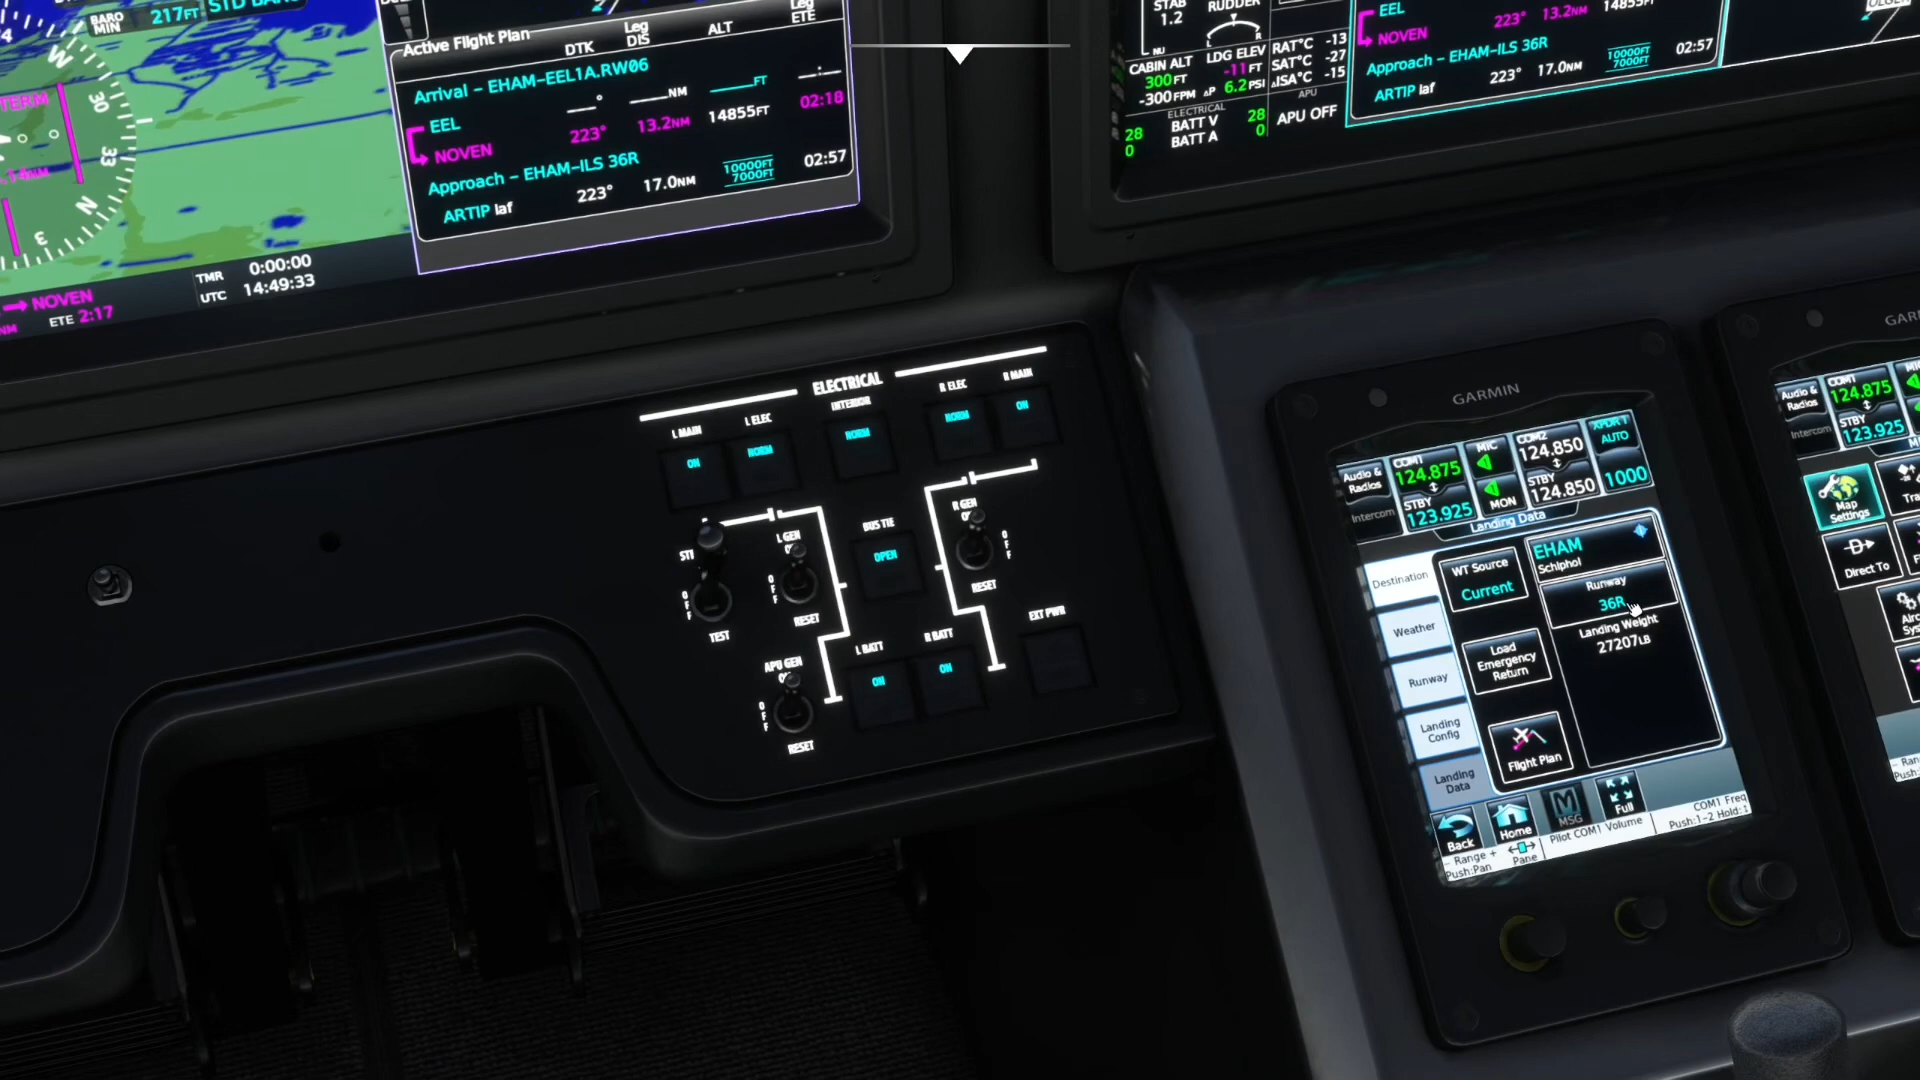 BARO
MIN
217FT
STD BARO
TERM
W
30
33
N
3
NOVEN
ETE 2:17
TMR 0:00:00
UTC 14:49:33
Active Flight Plan
DTK
Leg
DIS
ALT
Leg
ETE
Arrival – EHAM–EEL1A.RW06
EEL
NM
FT
NOVEN 223° 13.2NM 14855FT 02:18
Approach – EHAM–ILS 36R
ARTIP iaf 223° 17.0NM 10000FT 7000FT 02:57
STAB
1.2
NU
RUDDER
CABIN ALT
300FT
-300FPM
LDG ELEV
-11FT
ΔP 6.2PSI
RAT°C -13
SAT°C -27
ΔISA°C -15
ELECTRICAL
28 BATT V 28
0 BATT A 0
APU
APU OFF
EEL
NOVEN 223° 13.2NM 14855FT
Approach – EHAM–ILS 36R
ARTIP iaf 223° 17.0NM 10000FT 7000FT 02:57
ELECTRICAL
L MAIN
ON
L ELEC
NORM
INTERIOR
NORM
R ELEC
NORM
R MAIN
ON
L GEN
OFF
RESET
OFF
TEST
BUS TIE
OPEN
R GEN
OFF
RESET
APU GEN
OFF
RESET
L BATT
ON
R BATT
ON
EXT PWR
GARMIN
Audio &
Radios
Intercom
COM1
124.875
STBY
123.925
MIC
MON
COM2
124.850
STBY
124.850
XPDR 1
AUTO
1000
Landing Data
Destination
Weather
Runway
Landing
Config
Landing
Data
WT Source
Current
Load
Emergency
Return
Flight Plan
EHAM
Schiphol
Runway
36R
Landing Weight
27207LB
Back
Home
MSG
Full
– Range +
Push:Pan
Pane
Pilot COM1 Volume
COM1 Freq
Push:1–2 Hold:↕
Audio &
Radios
Intercom
COM1
124.875
STBY
123.925
Map
Settings
Direct To